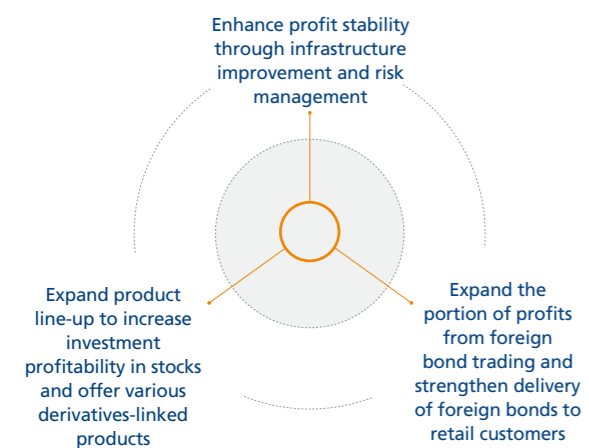 Enhance profit stability
through infrastructure
improvement and risk
management
Expand product
line-up to increase
investment
profitability in stocks
and offer various
derivatives-linked
products
Expand the
portion of profits
from foreign
bond trading and
strengthen delivery
of foreign bonds to
retail customers